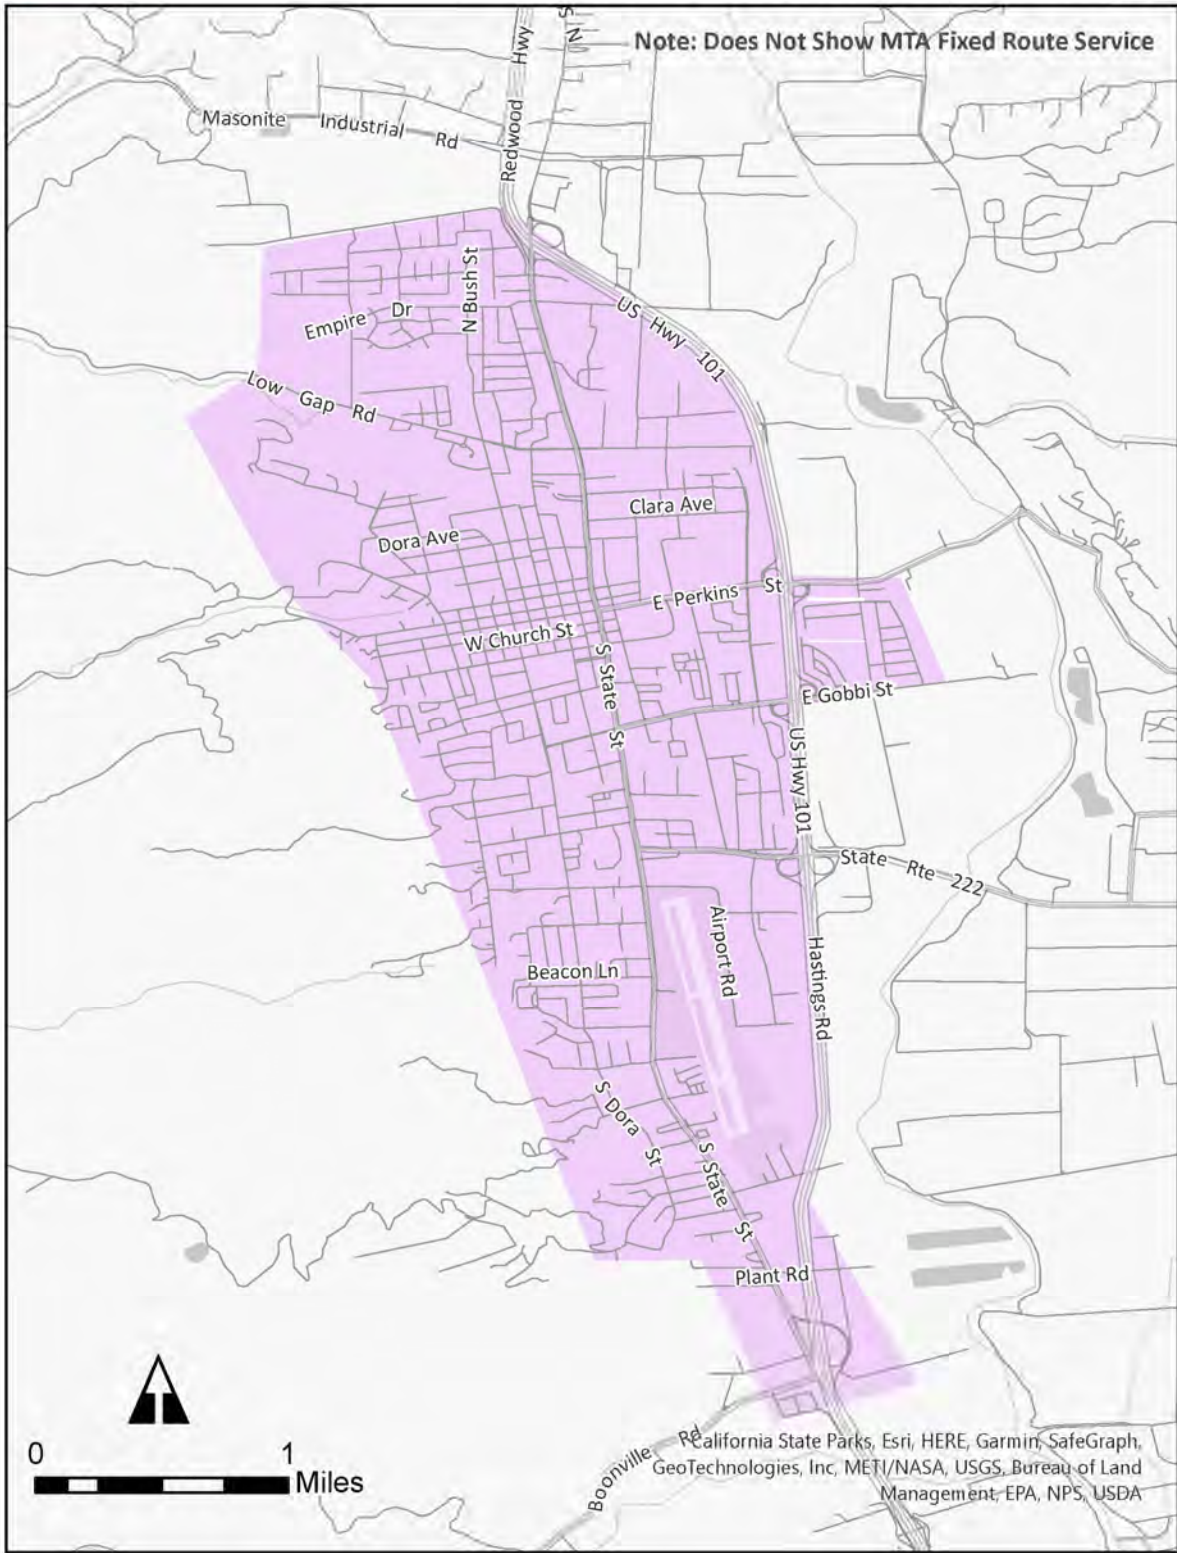 Note: Does Not Show MTA Fixed Route Service
Redwood Hwy
N S
Masonite Industrial Rd
N Bush St
Empire Dr
US Hwy 101
Low Gap Rd
Clara Ave
Dora Ave
E Perkins St
W Church St
S State St
E Gobbi St
US Hwy 101
State Rte 222
Airport Rd
Hastings Rd
Beacon Ln
S Dora St
S State St
Plant Rd
Boonville Rd
0 1
Miles
California State Parks, Esri, HERE, Garmin, SafeGraph,
GeoTechnologies, Inc, METI/NASA, USGS, Bureau of Land
Management, EPA, NPS, USDA